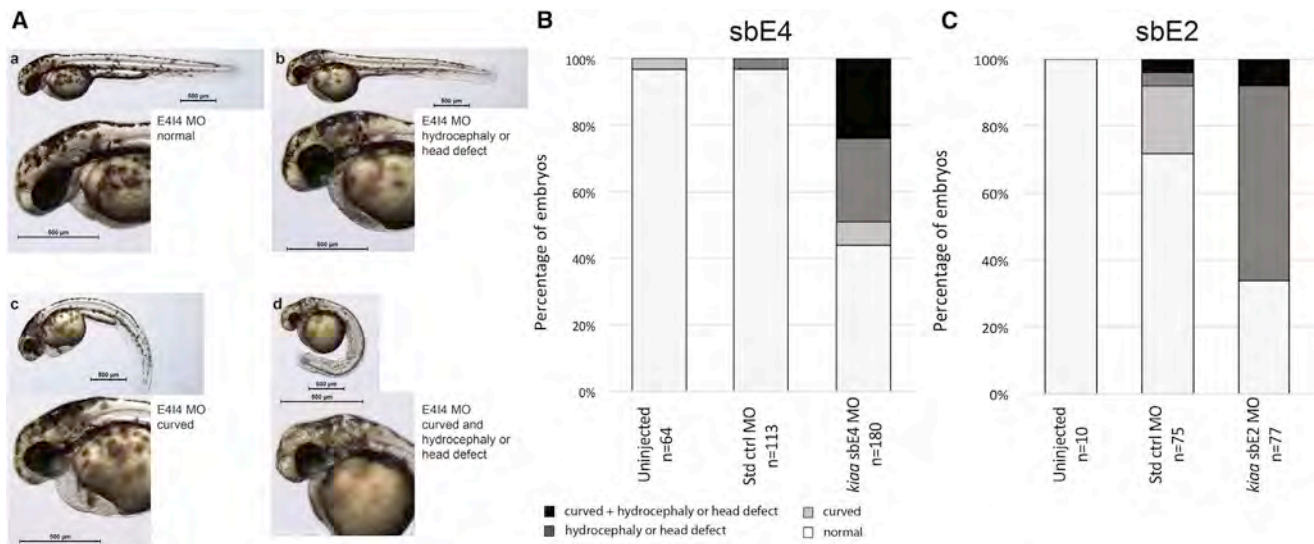 A
a
500 µm
E4I4 MO
normal
500 µm
b
500 µm
E4I4 MO
hydrocephaly or
head defect
500 µm
c
500 µm
E4I4 MO
curved
500 µm
d
500 µm
500 µm
E4I4 MO
curved and
hydrocephaly or
head defect
B
sbE4
Percentage of embryos
100%
80%
60%
40%
20%
0%
Uninjected
n=64
Std ctrl MO
n=113
kiaa sbE4 MO
n=180
C
sbE2
Percentage of embryos
100%
80%
60%
40%
20%
0%
Uninjected
n=10
Std ctrl MO
n=75
kiaa sbE2 MO
n=77
curved + hydrocephaly or head defect
hydrocephaly or head defect
curved
normal